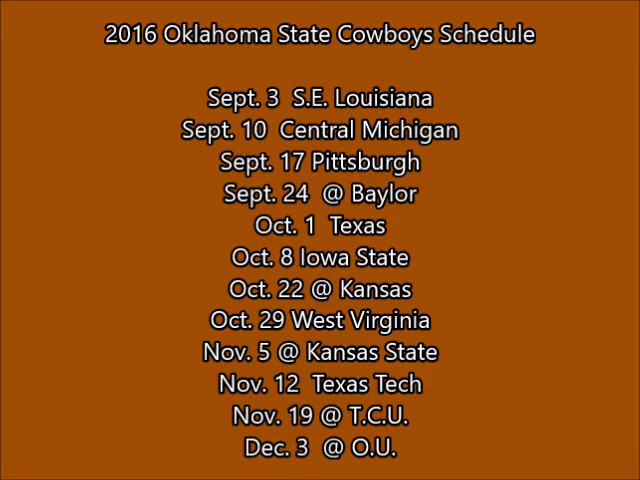 2016 Oklahoma State Cowboys Schedule
Sept. 3  S.E. Louisiana
Sept. 10  Central Michigan
Sept. 17 Pittsburgh
Sept. 24  @ Baylor
Oct. 1  Texas
Oct. 8 Iowa State
Oct. 22 @ Kansas
Oct. 29 West Virginia
Nov. 5 @ Kansas State
Nov. 12  Texas Tech
Nov. 19 @ T.C.U.
Dec. 3  @ O.U.